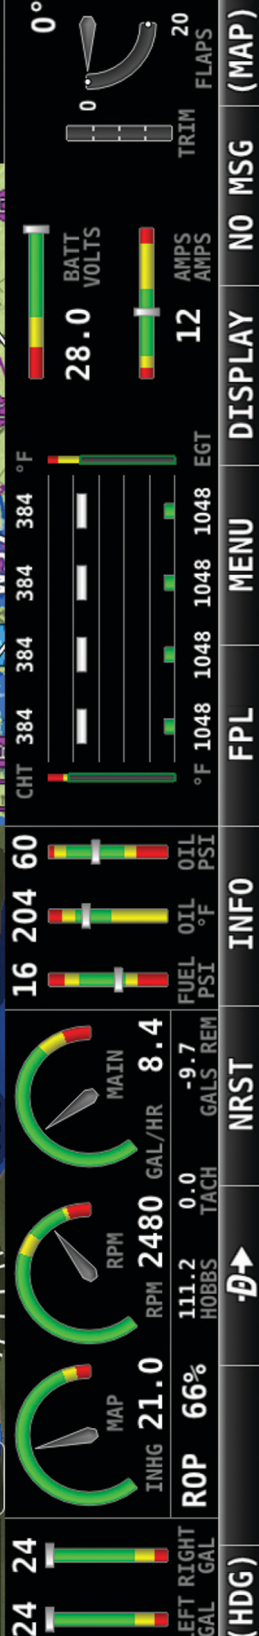 24 24
LEFT RIGHT
GAL GAL
MAP
INHG 21.0
RPM
RPM 2480
MAIN
GAL/HR 8.4
ROP 66%
111.2 0.0 -9.7
HOBBS TACH GALS REM
16 204 60
FUEL OIL OIL
PSI °F PSI
CHT 384 384 384 384 °F
°F 1048 1048 1048 1048 EGT
28.0 BATT
VOLTS
12 AMPS
AMPS
0°
0
20
FLAPS
TRIM
(HDG) D NRST INFO FPL MENU DISPLAY NO MSG (MAP)